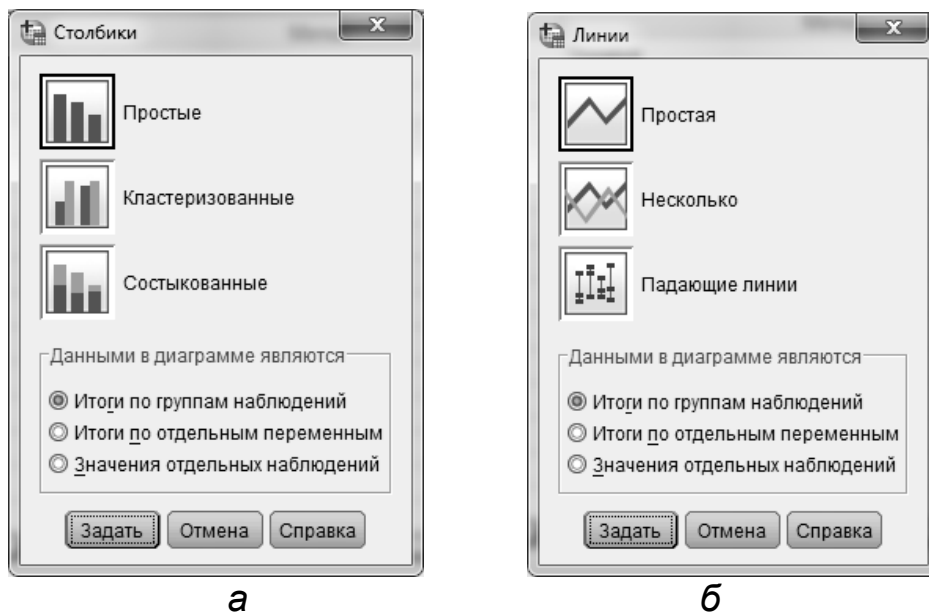 Столбики
Простые
Кластеризованные
Состыкованные
Данными в диаграмме являются
Итоги по группам наблюдений
Итоги по отдельным переменным
Значения отдельных наблюдений
Задать Отмена Справка
а
Линии
Простая
Несколько
Падающие линии
Данными в диаграмме являются
Итоги по группам наблюдений
Итоги по отдельным переменным
Значения отдельных наблюдений
Задать Отмена Справка
б